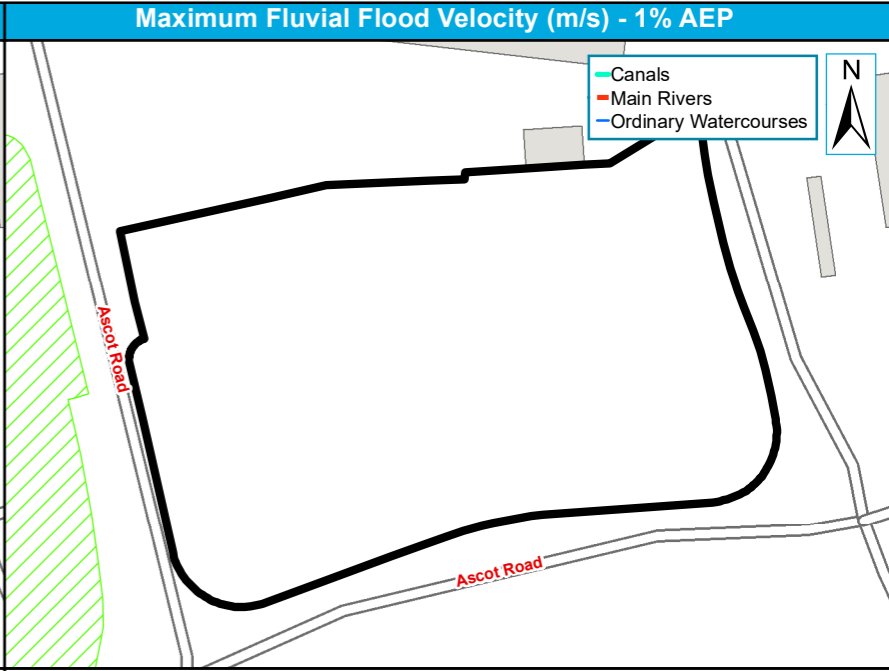 Maximum Fluvial Flood Velocity (m/s) - 1% AEP
Canals
Main Rivers
Ordinary Watercourses
N
Ascot Road
Ascot Road